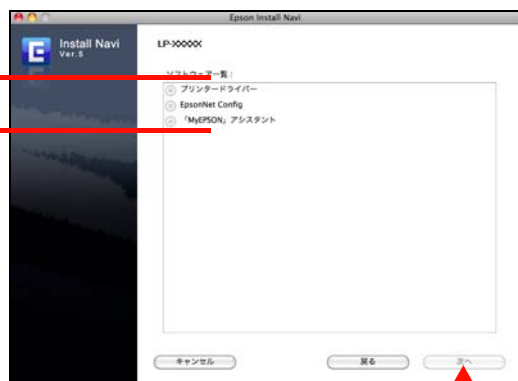 Epson Install Navi
Install Navi
Ver.5
LP-XXXXX
ソフトウェア一覧：
プリンタードライバー
EpsonNet Config
「MyEPSON」アシスタント
キャンセル
戻る
次へ